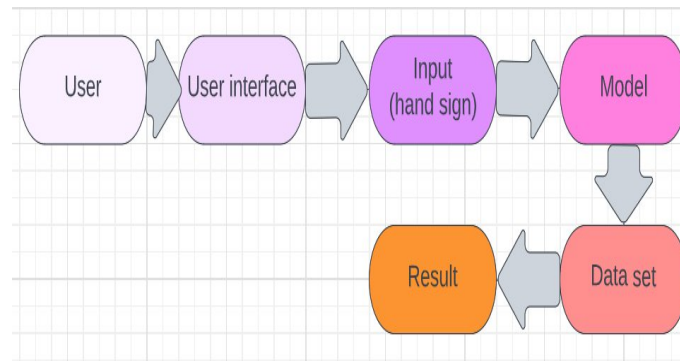 User
User interface
Input
(hand sign)
Model
Data set
Result